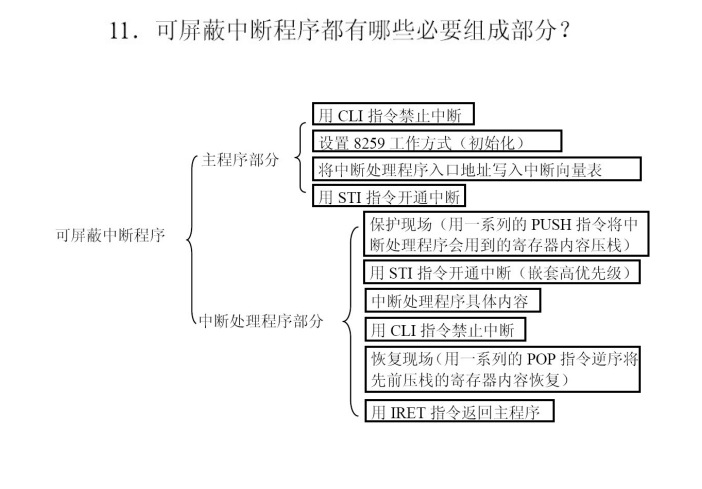 11. 可屏蔽中断程序都有哪些必要组成部分？
可屏蔽中断程序
主程序部分
用 CLI 指令禁止中断
设置 8259 工作方式（初始化）
将中断处理程序入口地址写入中断向量表
用 STI 指令开通中断
中断处理程序部分
保护现场（用一系列的 PUSH 指令将中
断处理程序会用到的寄存器内容压栈）
用 STI 指令开通中断（嵌套高优先级）
中断处理程序具体内容
用 CLI 指令禁止中断
恢复现场（用一系列的 POP 指令逆序将
先前压栈的寄存器内容恢复）
用 IRET 指令返回主程序